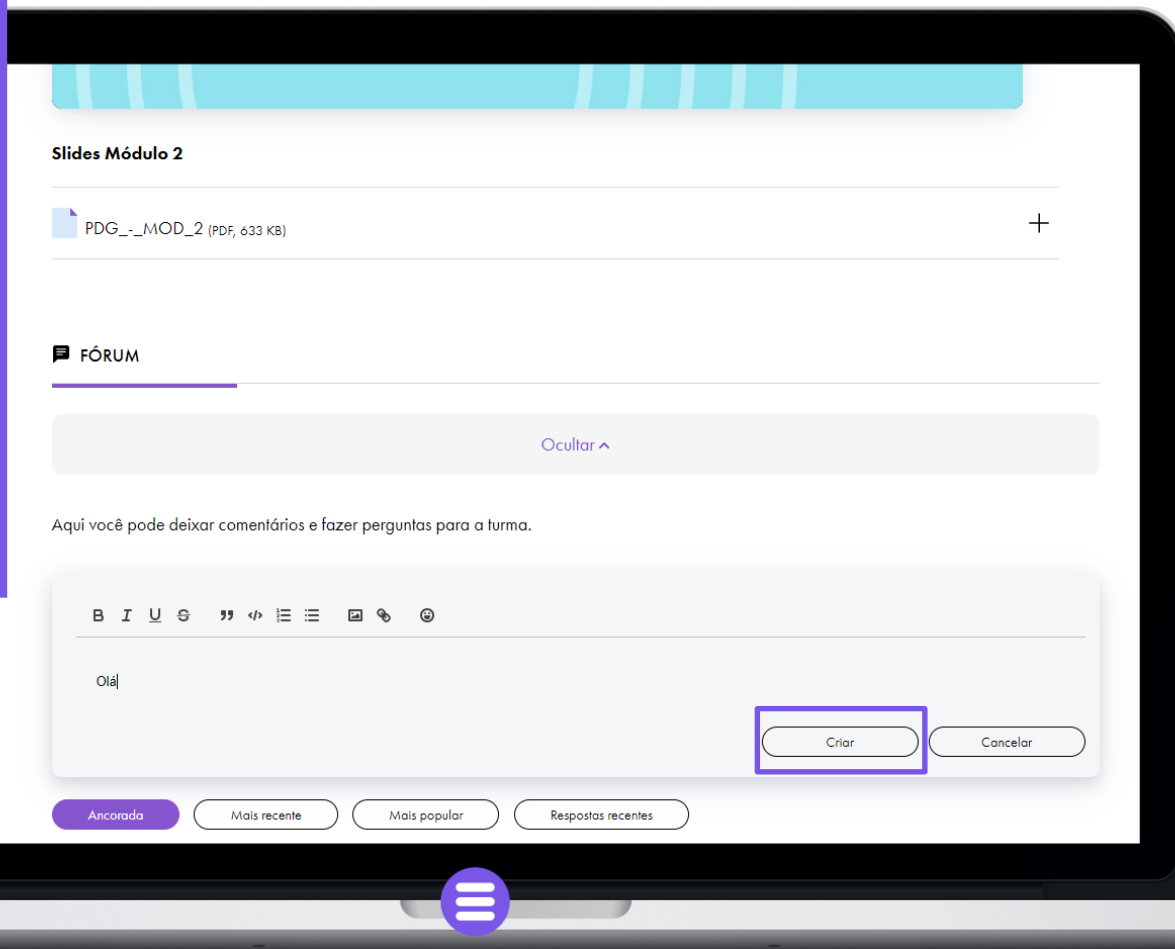 Slides Módulo 2
PDG_-_MOD_2 (PDF, 633 KB)
FÓRUM
Ocultar
Aqui você pode deixar comentários e fazer perguntas para a turma.
B I U S
Olá
Criar Cancelar
Ancorada Mais recente Mais popular Respostas recentes